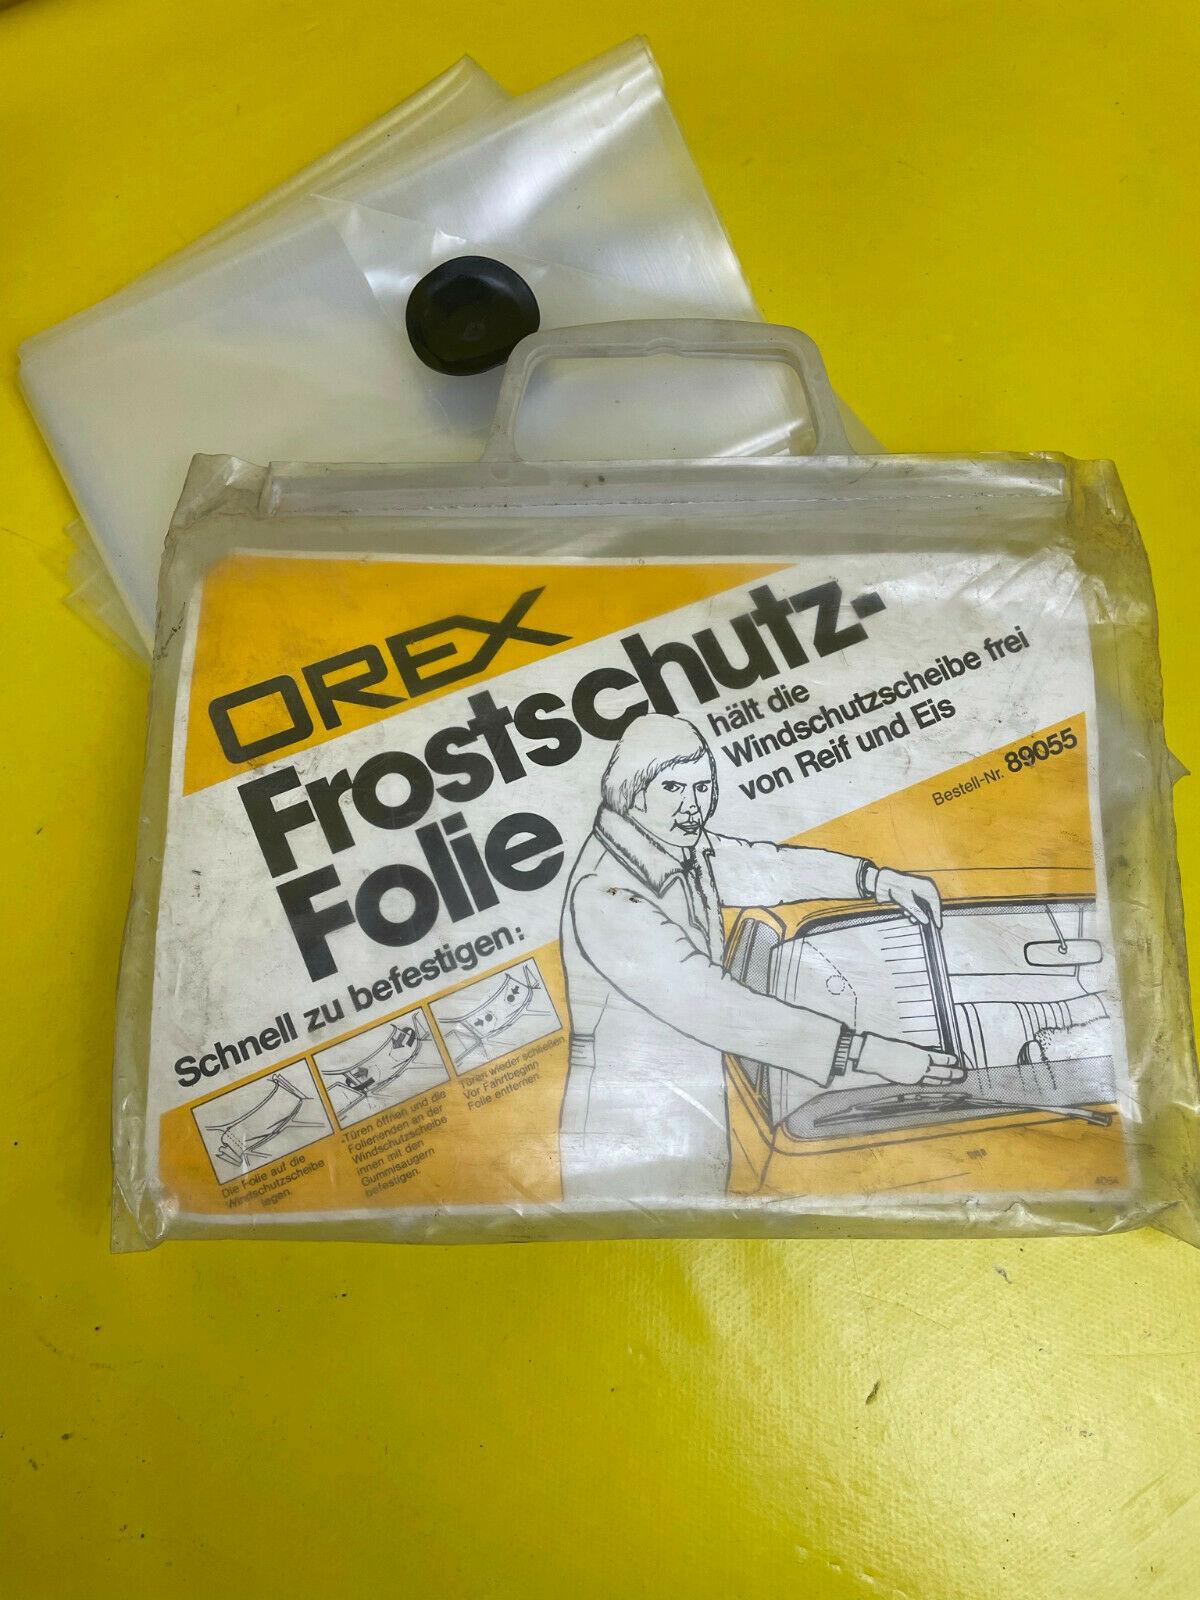 OREX
Frostschutz-
Folie
hält die
Windschutzscheibe frei
von Reif und Eis
Bestell-Nr. 89055
Schnell zu befestigen:
Die Folie auf die
Windschutzscheibe
legen.
-Türen öffnen und die
Folienenden an der
Windschutzscheibe
innen mit den
Gummisaugern
befestigen.
Türen wieder schließen.
Vor Fahrtbeginn
Folie entfernen.